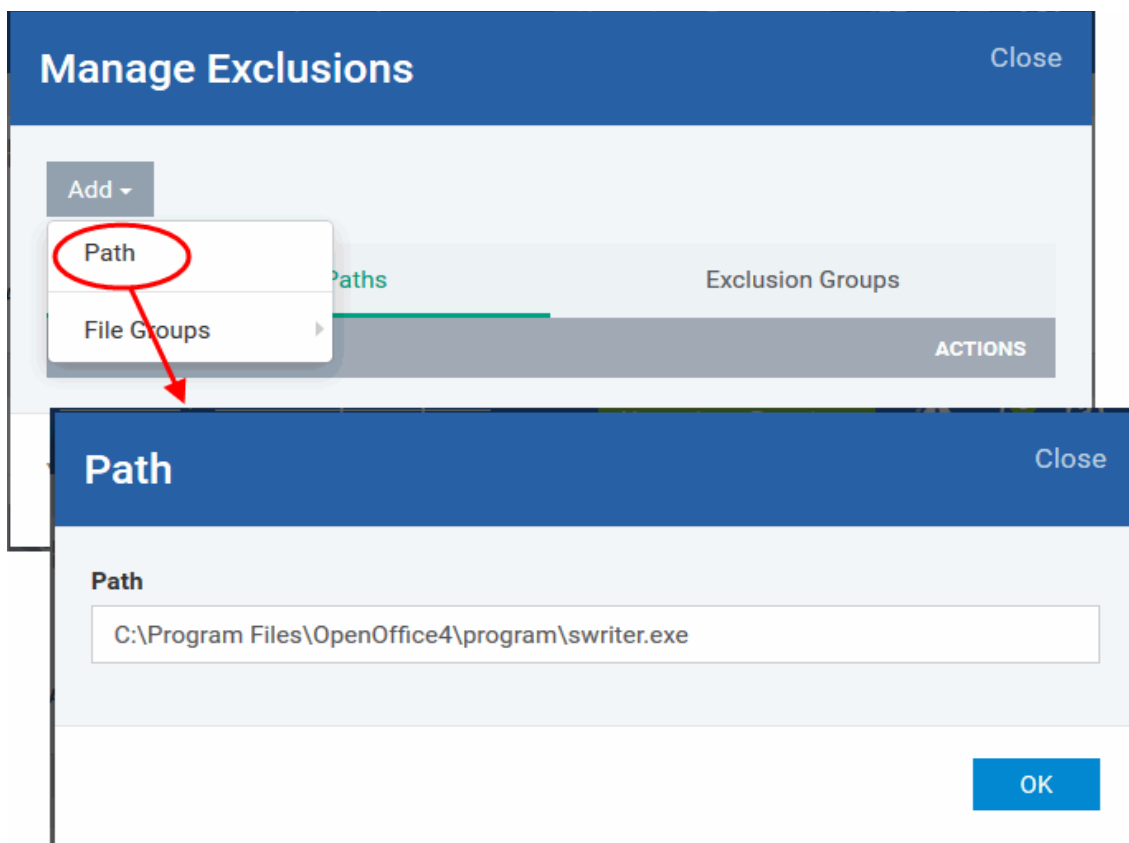 Manage Exclusions
Close
Add
Path
Paths
Exclusion Groups
File Groups
ACTIONS
Path
Close
Path
C:\Program Files\OpenOffice4\program\swriter.exe
OK